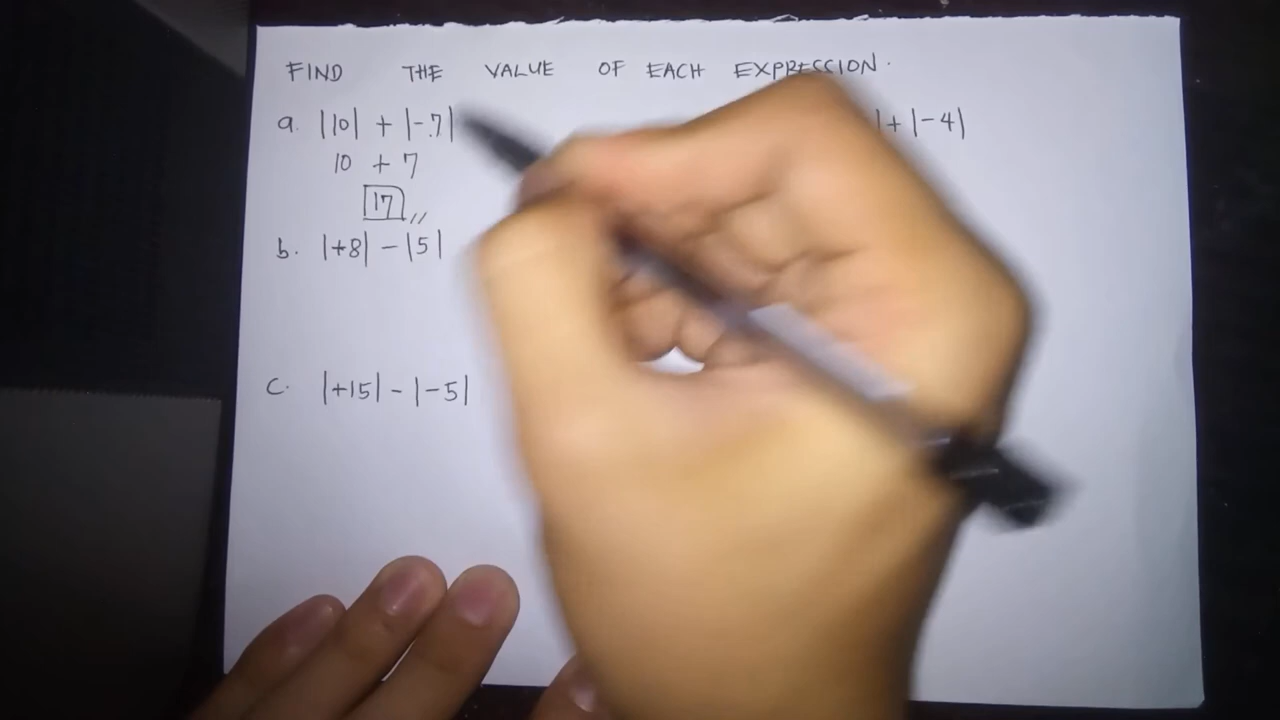 FIND THE VALUE OF EACH EXPRESSION.
a. |10| + |-7|
10 + 7
17
b. |+8| - |5|
c. |+15| - |-5|
|+|-4|